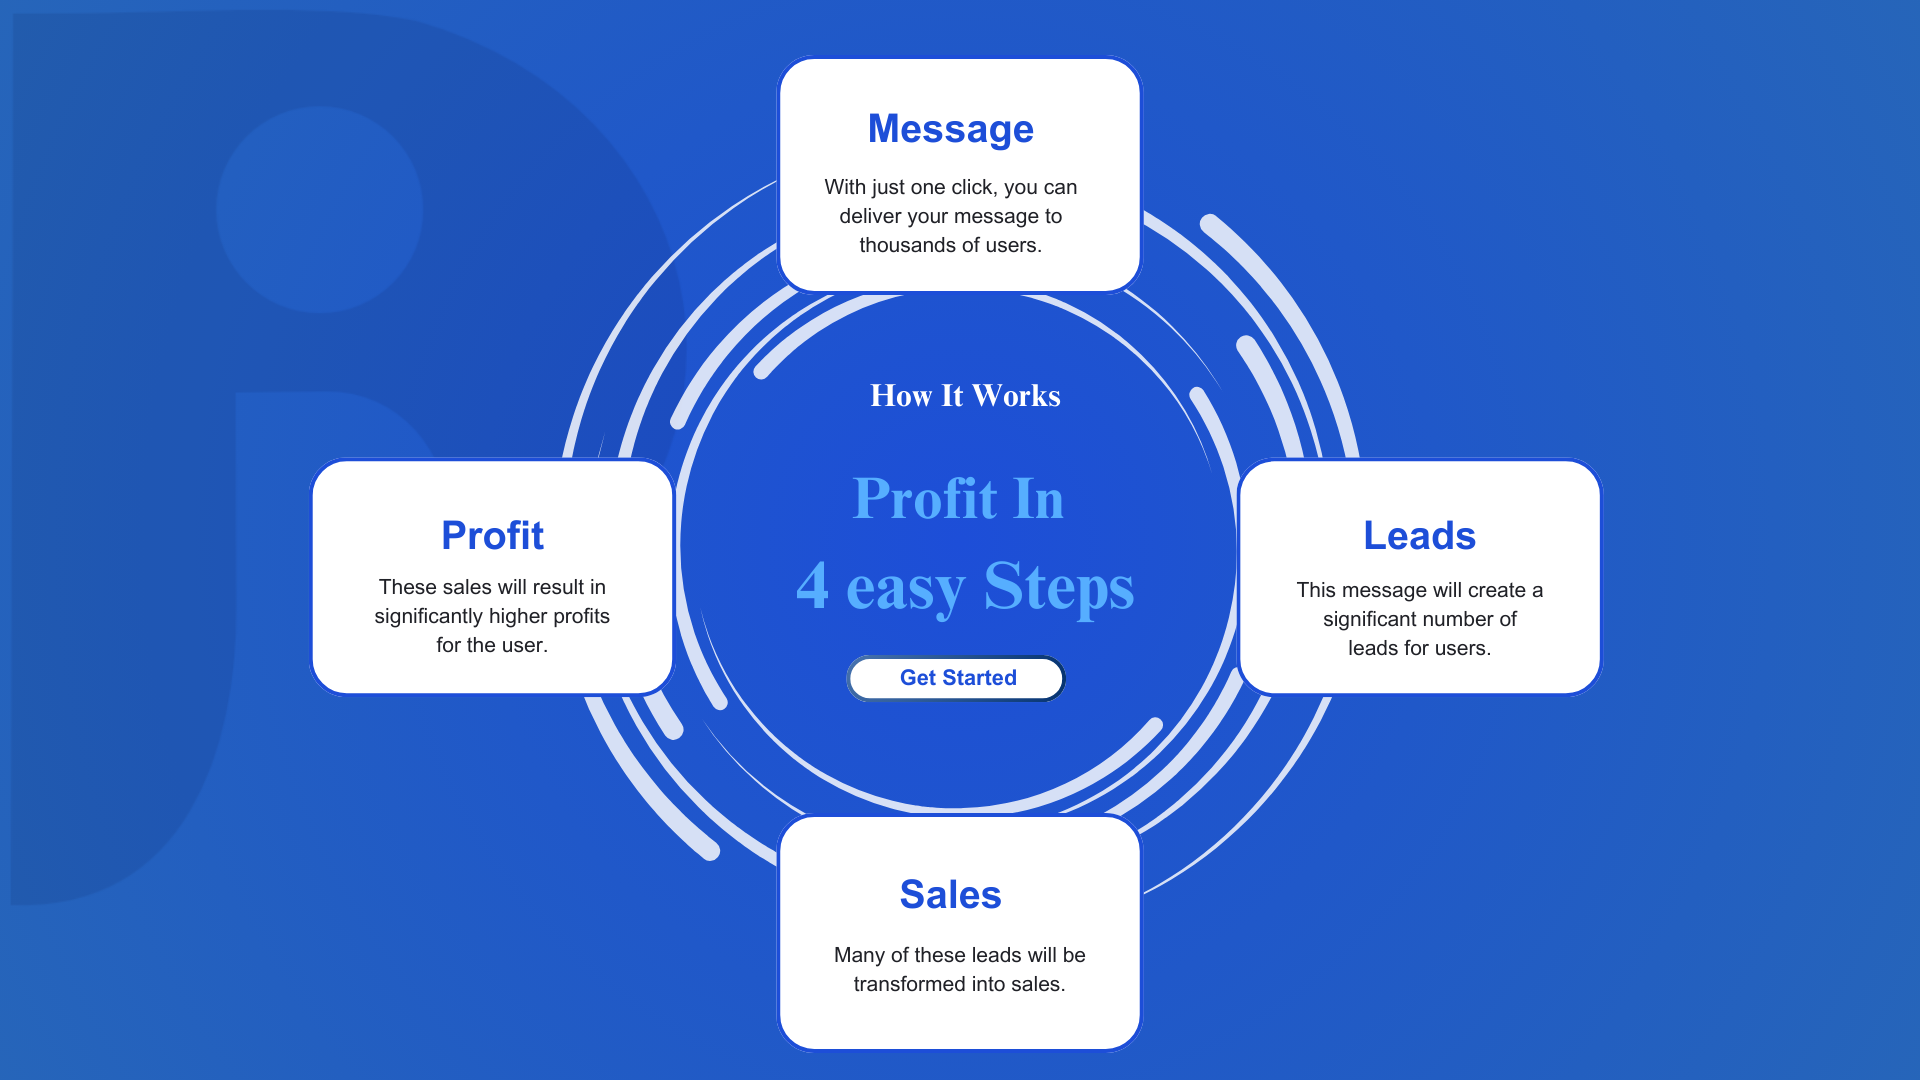 Message
With just one click, you can
deliver your message to
thousands of users.
How It Works
Profit In
4 easy Steps
Get Started
Profit
These sales will result in
significantly higher profits
for the user.
Leads
This message will create a
significant number of
leads for users.
Sales
Many of these leads will be
transformed into sales.